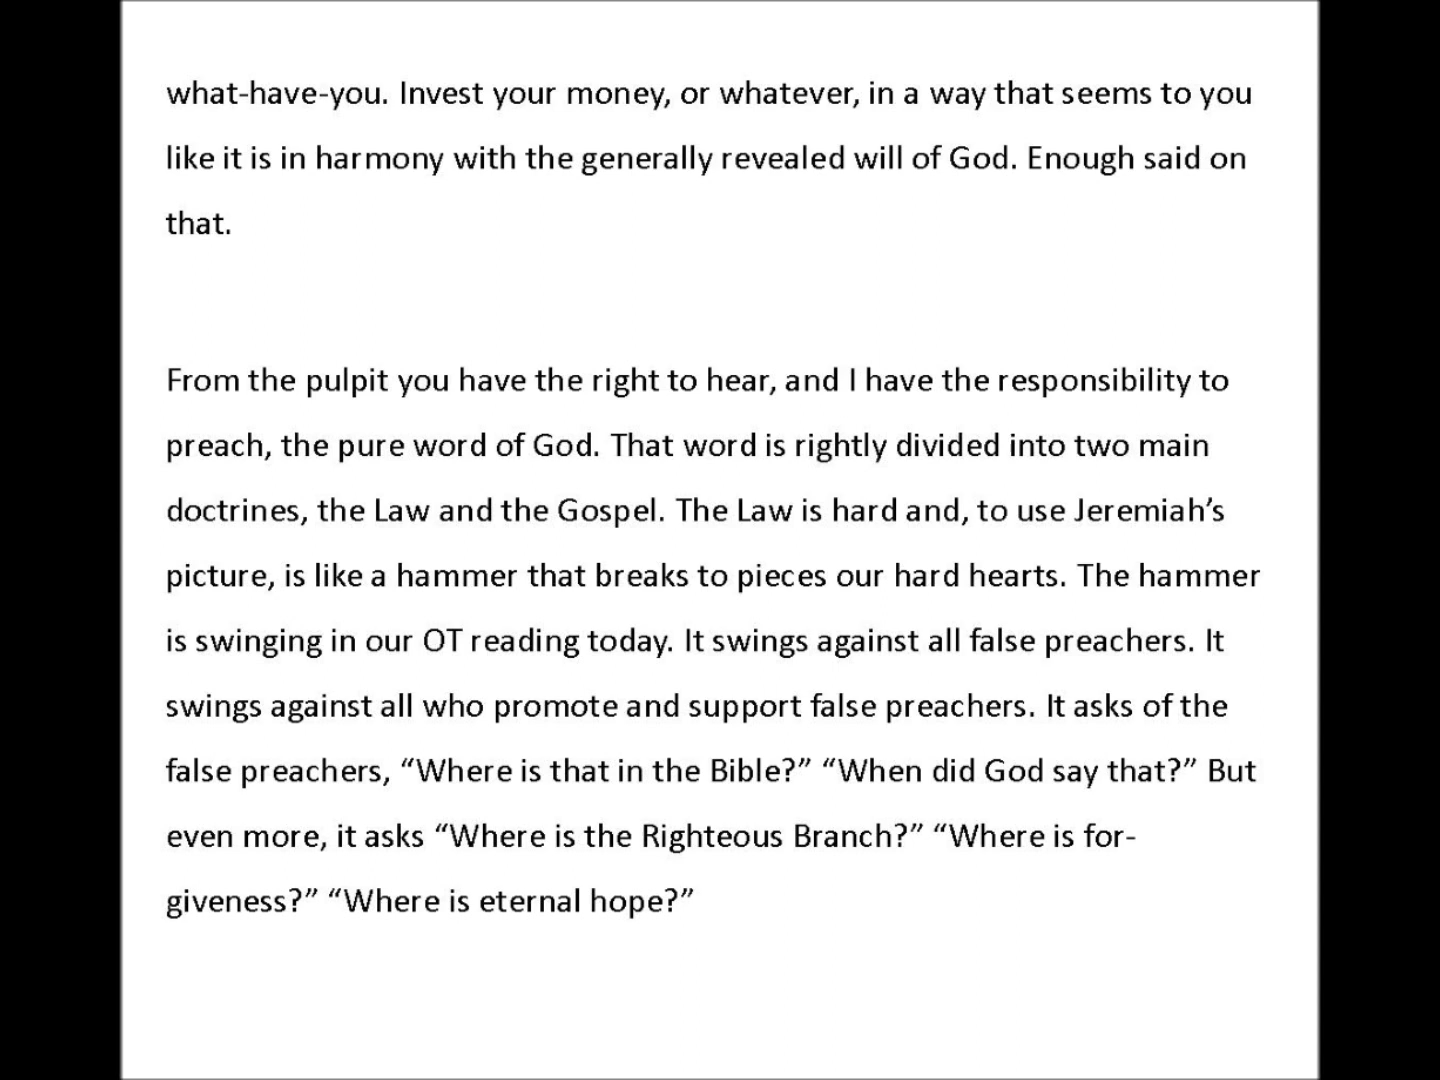 what-have-you. Invest your money, or whatever, in a way that seems to you
like it is in harmony with the generally revealed will of God. Enough said on
that.
From the pulpit you have the right to hear, and I have the responsibility to
preach, the pure word of God. That word is rightly divided into two main
doctrines, the Law and the Gospel. The Law is hard and, to use Jeremiah’s
picture, is like a hammer that breaks to pieces our hard hearts. The hammer
is swinging in our OT reading today. It swings against all false preachers. It
swings against all who promote and support false preachers. It asks of the
false preachers, “Where is that in the Bible?” “When did God say that?” But
even more, it asks “Where is the Righteous Branch?” “Where is for-
giveness?” “Where is eternal hope?”